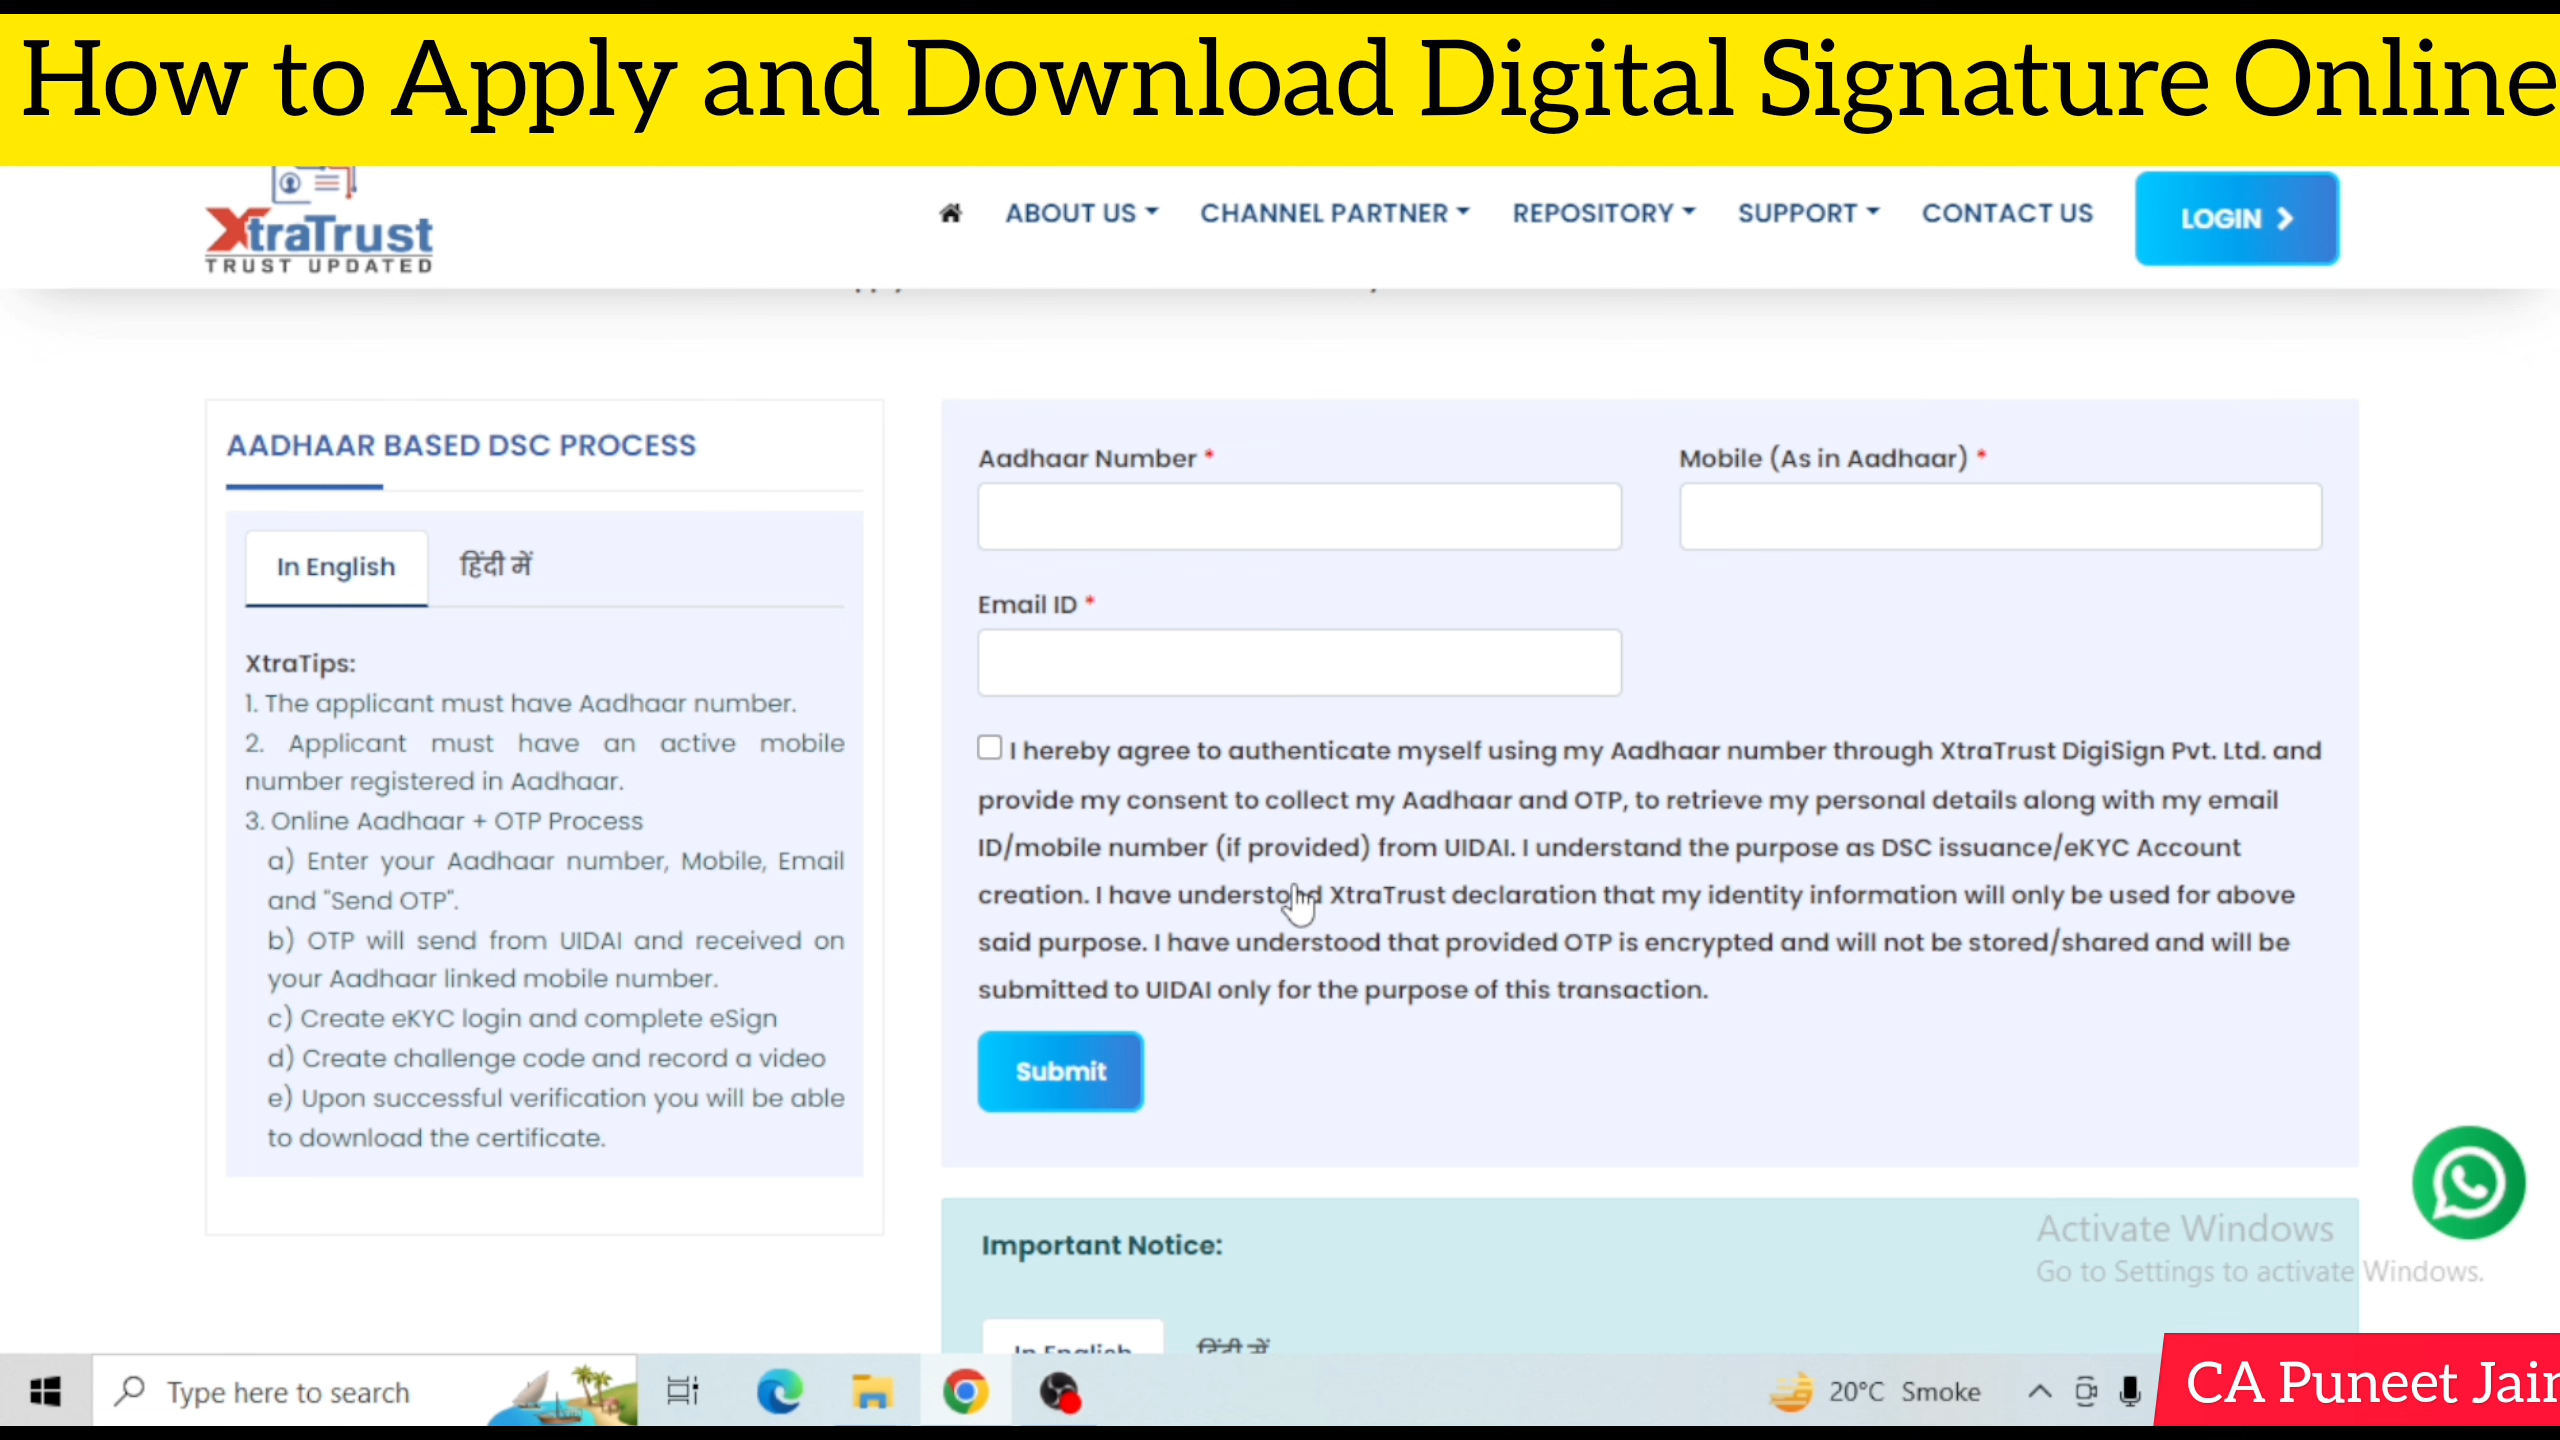 How to Apply and Download Digital Signature Online
XtraTrust
TRUST UPDATED
ABOUT US
CHANNEL PARTNER
REPOSITORY
SUPPORT
CONTACT US
LOGIN
AADHAAR BASED DSC PROCESS
In English
हिंदी में
XtraTips:
1. The applicant must have Aadhaar number.
2. Applicant must have an active mobile
number registered in Aadhaar.
3. Online Aadhaar + OTP Process
a) Enter your Aadhaar number, Mobile, Email
and "Send OTP".
b) OTP will send from UIDAI and received on
your Aadhaar linked mobile number.
c) Create eKYC login and complete eSign
d) Create challenge code and record a video
e) Upon successful verification you will be able
to download the certificate.
Aadhaar Number *
Mobile (As in Aadhaar) *
Email ID *
I hereby agree to authenticate myself using my Aadhaar number through XtraTrust DigiSign Pvt. Ltd. and
provide my consent to collect my Aadhaar and OTP, to retrieve my personal details along with my email
ID/mobile number (if provided) from UIDAI. I understand the purpose as DSC issuance/eKYC Account
creation. I have understood XtraTrust declaration that my identity information will only be used for above
said purpose. I have understood that provided OTP is encrypted and will not be stored/shared and will be
submitted to UIDAI only for the purpose of this transaction.
Submit
Important Notice:
In English
हिंदी में
Activate Windows
Go to Settings to activate Windows.
Type here to search
20°C Smoke
CA Puneet Jain